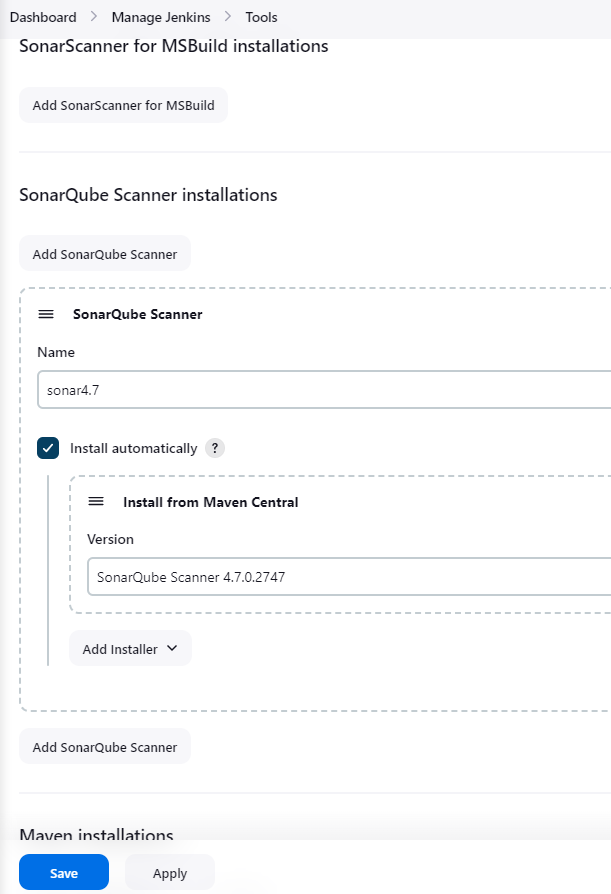 Dashboard > Manage Jenkins > Tools
SonarScanner for MSBuild installations
Add SonarScanner for MSBuild
SonarQube Scanner installations
Add SonarQube Scanner
SonarQube Scanner
Name
sonar4.7
Install automatically ?
Install from Maven Central
Version
SonarQube Scanner 4.7.0.2747
Add Installer
Add SonarQube Scanner
Maven installations
Save Apply